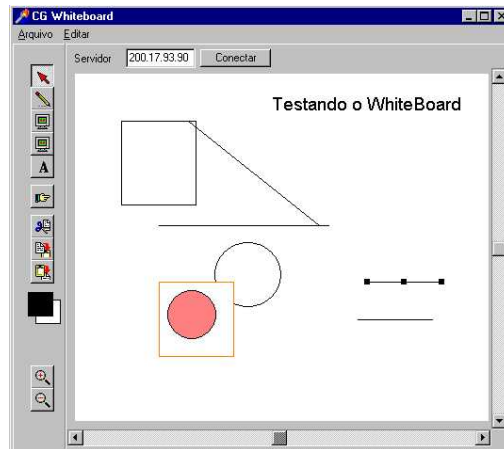 CG Whiteboard
Arquivo Editar
Servidor 200.17.93.90 Conectar
Testando o WhiteBoard
A